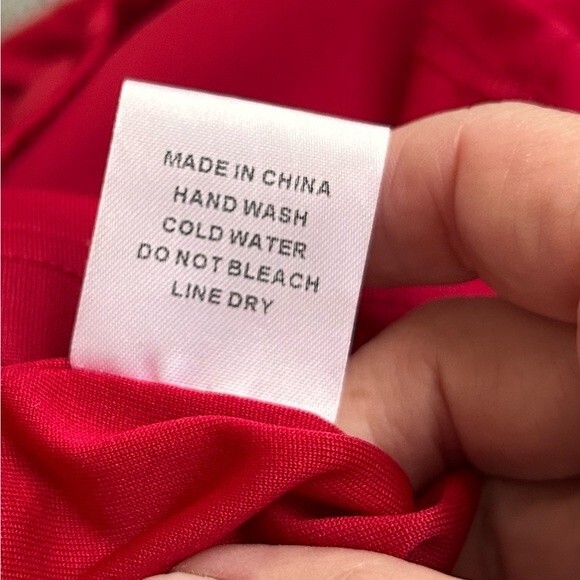 MADE IN CHINA
HAND WASH
COLD WATER
DO NOT BLEACH
LINE DRY